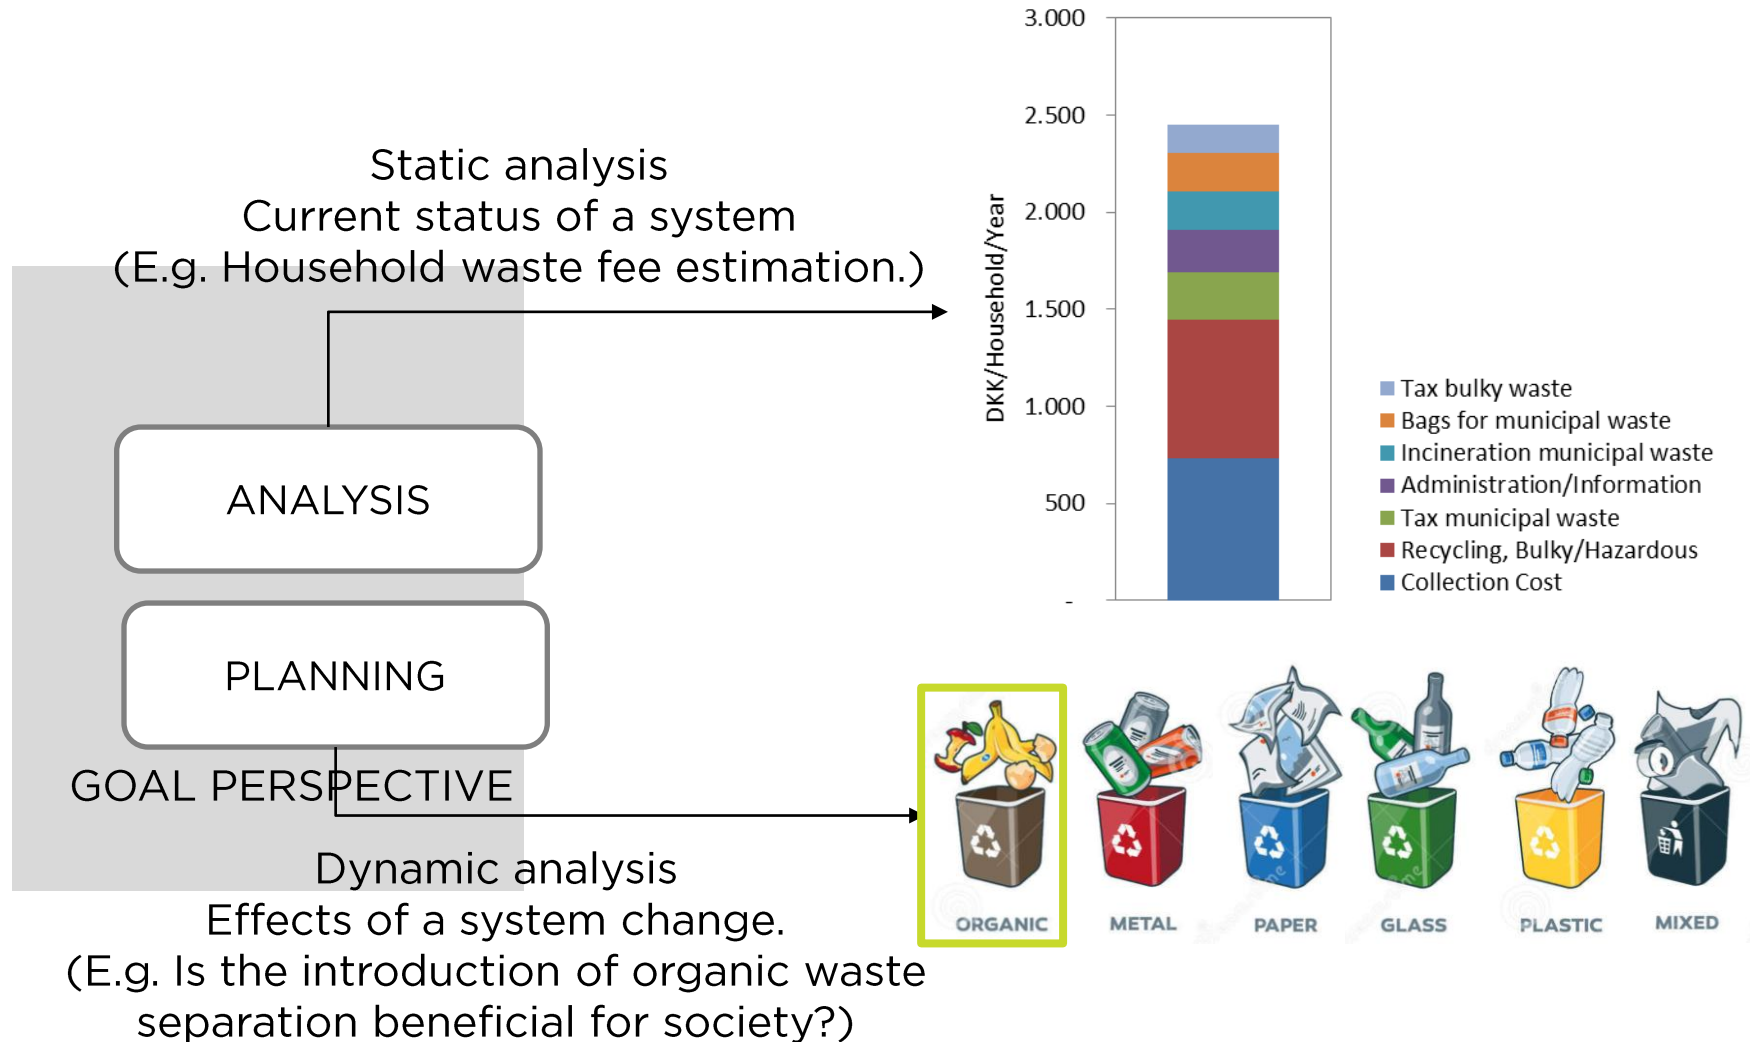 Static analysis
Current status of a system
(E.g. Household waste fee estimation.)
ANALYSIS
PLANNING
GOAL PERSPECTIVE
Dynamic analysis
Effects of a system change.
(E.g. Is the introduction of organic waste
separation beneficial for society?)
DKK/Household/Year
3.000
2.500
2.000
1.500
1.000
500
-
Tax bulky waste
Bags for municipal waste
Incineration municipal waste
Administration/Information
Tax municipal waste
Recycling, Bulky/Hazardous
Collection Cost
ORGANIC
METAL
PAPER
GLASS
PLASTIC
MIXED